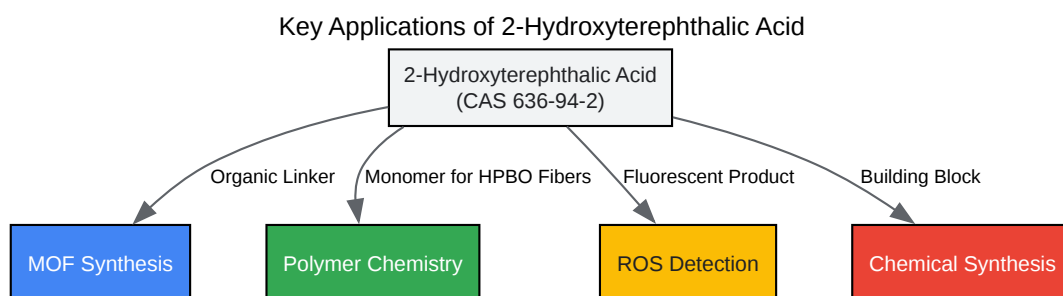 Key Applications of 2-Hydroxyterephthalic Acid
2-Hydroxyterephthalic Acid
(CAS 636-94-2)
Organic Linker
Monomer for HPBO Fibers
Fluorescent Product
Building Block
MOF Synthesis
Polymer Chemistry
ROS Detection
Chemical Synthesis